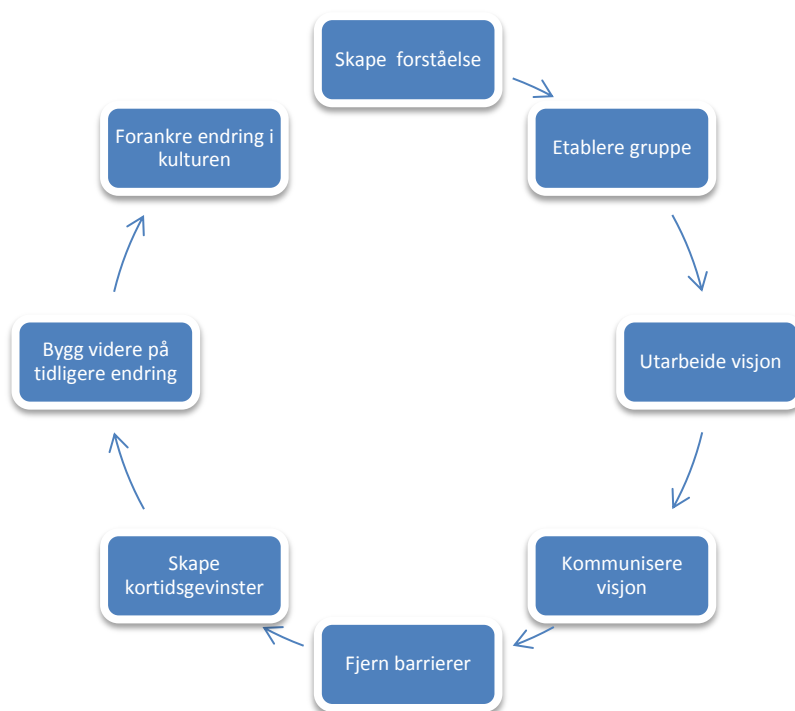 Skape  forståelse
Etablere gruppe
Utarbeide visjon
Kommunisere
visjon
Fjern barrierer
Skape
kortidsgevinster
Bygg videre på
tidligere endring
Forankre endring i
kulturen